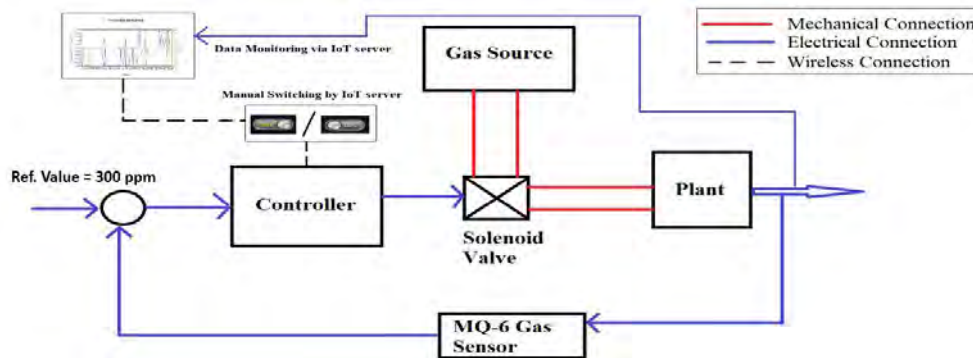 Mechanical Connection
Electrical Connection
Wireless Connection
Data Monitoring via IoT server
Gas Source
Manual Switching by IoT server
Ref. Value = 300 ppm
Controller
Plant
Solenoid
Valve
MQ-6 Gas
Sensor